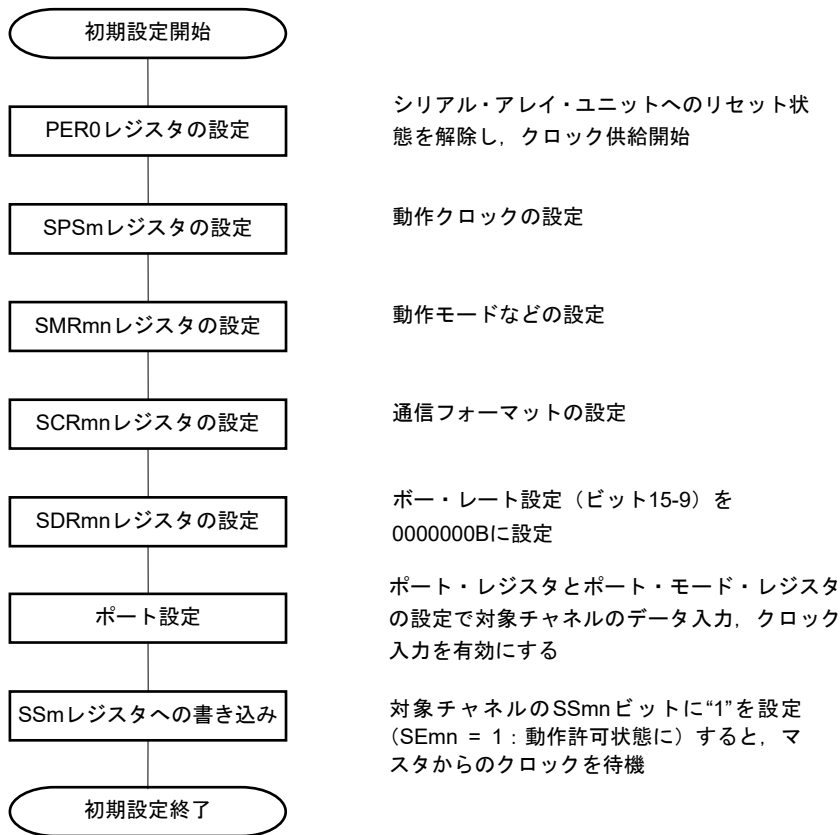 初期設定開始
PER0レジスタの設定
シリアル・アレイ・ユニットへのリセット状
態を解除し，クロック供給開始
SPSmレジスタの設定
動作クロックの設定
SMRmnレジスタの設定
動作モードなどの設定
SCRmnレジスタの設定
通信フォーマットの設定
SDRmnレジスタの設定
ボー・レート設定（ビット15-9）を
0000000Bに設定
ポート設定
ポート・レジスタとポート・モード・レジスタ
の設定で対象チャネルのデータ入力，クロック
入力を有効にする
SSmレジスタへの書き込み
対象チャネルのSSmnビットに“1”を設定
（SEmn = 1：動作許可状態に）すると，マ
スタからのクロックを待機
初期設定終了